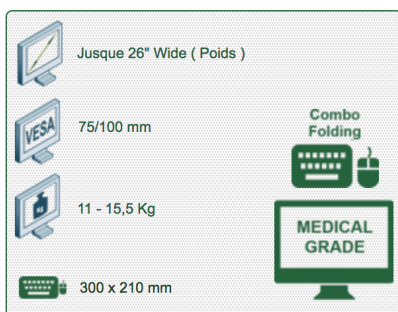 Jusque 26" Wide ( Poids )
VESA
75/100 mm
Combo
Folding
KG
11 - 15,5 Kg
MEDICAL
GRADE
300 x 210 mm